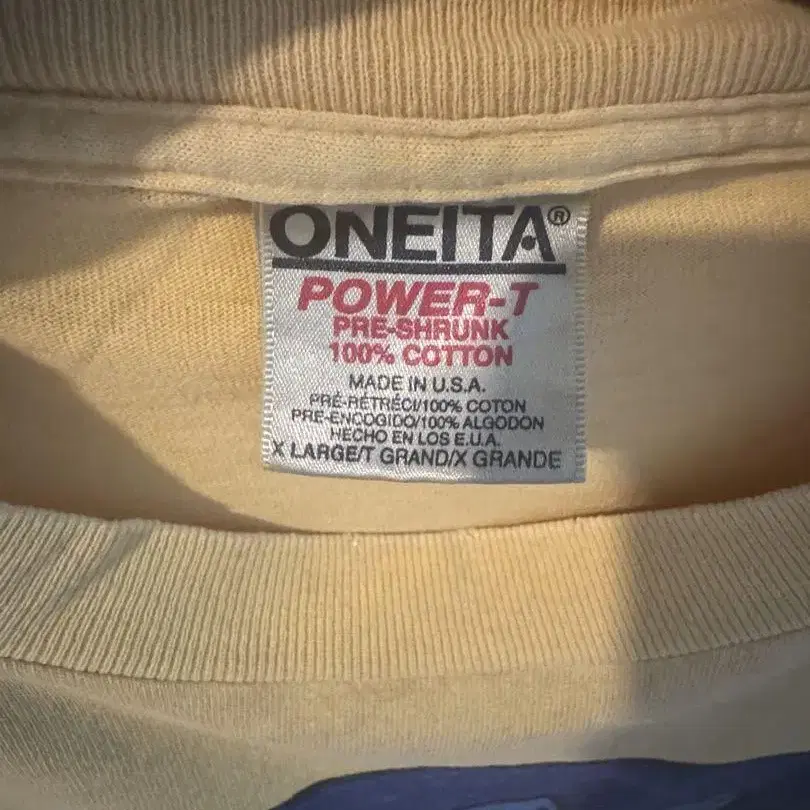 ONEITA®
POWER-T
PRE-SHRUNK
100% COTTON
MADE IN U.S.A.
PRÉ-RÉTRÉCI/100% COTON
PRE-ENCOGIDO/100% ALGODON
HECHO EN LOS E.U.A.
X LARGE/T GRAND/X GRANDE